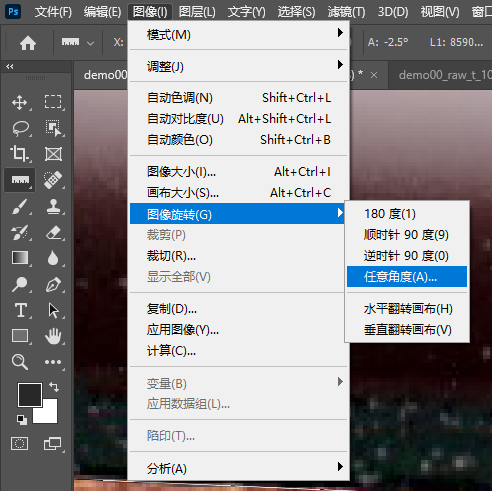 Ps 文件(F) 编辑(E) 图像(I) 图层(L) 文字(Y) 选择(S) 滤镜(T) 3D(D) 视图(V)
X: A: -2.5° L1: 8590...
demo00 ) * × demo00_raw_t_10
模式(M)
调整(J)
自动色调(N) Shift+Ctrl+L
自动对比度(U) Alt+Shift+Ctrl+L
自动颜色(O) Shift+Ctrl+B
图像大小(I)... Alt+Ctrl+I
画布大小(S)... Alt+Ctrl+C
图像旋转(G)
裁剪(P)
裁切(R)...
显示全部(V)
复制(D)...
应用图像(Y)...
计算(C)...
变量(B)
应用数据组(L)...
陷印(T)...
分析(A)
180 度(1)
顺时针 90 度(9)
逆时针 90 度(0)
任意角度(A)...
水平翻转画布(H)
垂直翻转画布(V)